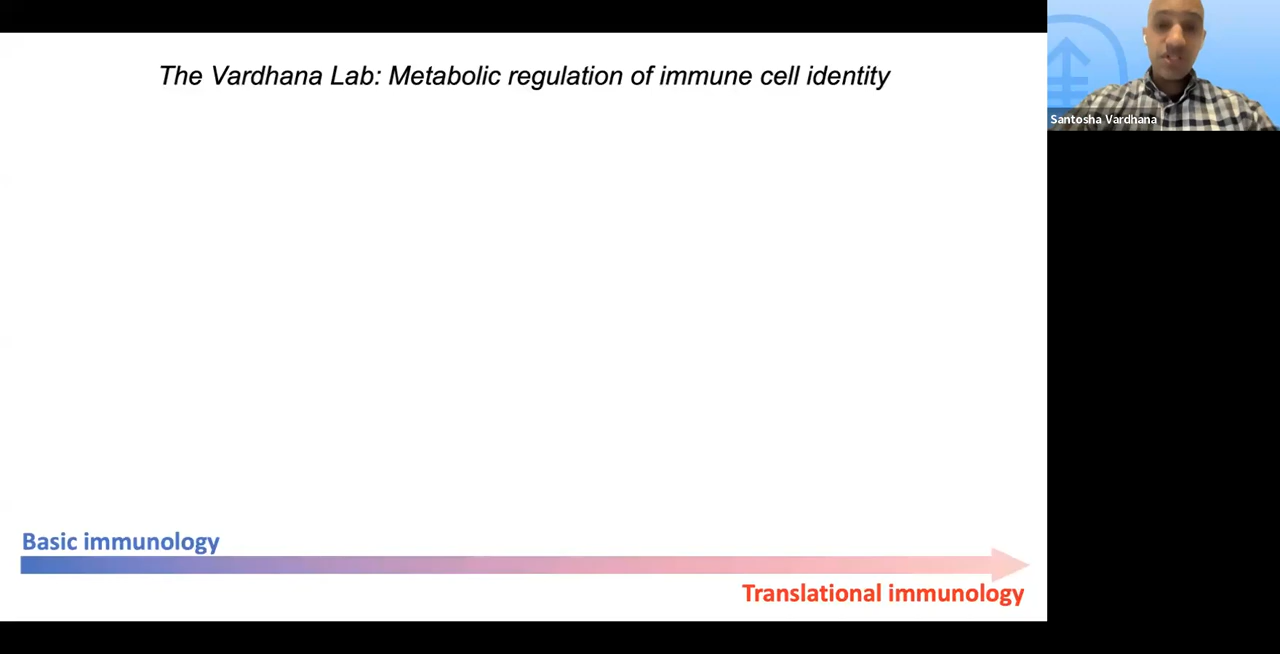 The Vardhana Lab: Metabolic regulation of immune cell identity
Santosha Vardhana
Basic immunology
Translational immunology